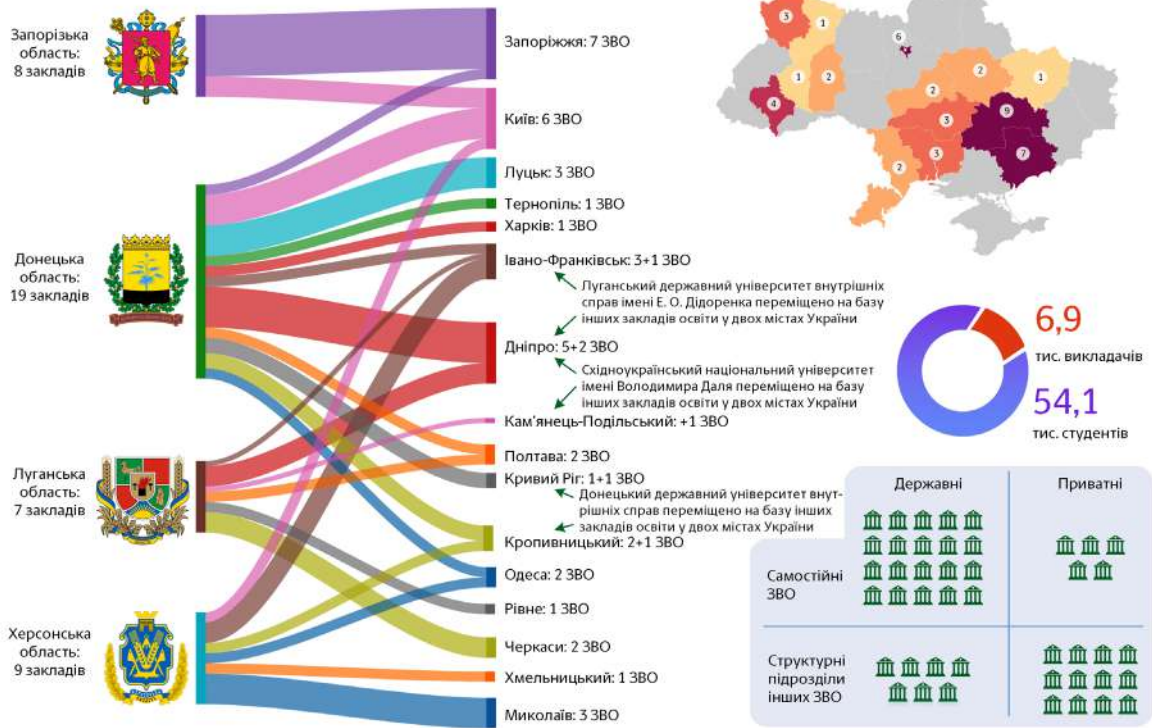 Запорізька
область:
8 закладів
Донецька
область:
19 закладів
Луганська
область:
7 закладів
Херсонська
область:
9 закладів
Запоріжжя: 7 ЗВО
Київ: 6 ЗВО
Луцьк: 3 ЗВО
Тернопіль: 1 ЗВО
Харків: 1 ЗВО
Івано-Франківськ: 3+1 ЗВО
Луганський державний університет внутрішніх
справ імені Е. О. Дідоренка переміщено на базу
інших закладів освіти у двох містах України
Дніпро: 5+2 ЗВО
Східноукраїнський національний університет
імені Володимира Даля переміщено на базу
інших закладів освіти у двох містах України
Кам'янець-Подільський: +1 ЗВО
Полтава: 2 ЗВО
Кривий Ріг: 1+1 ЗВО
Донецький державний університет внут-
рішніх справ переміщено на базу інших
закладів освіти у двох містах України
Кропивницький: 2+1 ЗВО
Одеса: 2 ЗВО
Рівне: 1 ЗВО
Черкаси: 2 ЗВО
Хмельницький: 1 ЗВО
Миколаїв: 3 ЗВО
3
1
6
1
2
4
2
2
1
3
9
2
3
7
6,9
тис. викладачів
54,1
тис. студентів
Державні
Приватні
Самостійні
ЗВО
Структурні
підрозділи
інших ЗВО